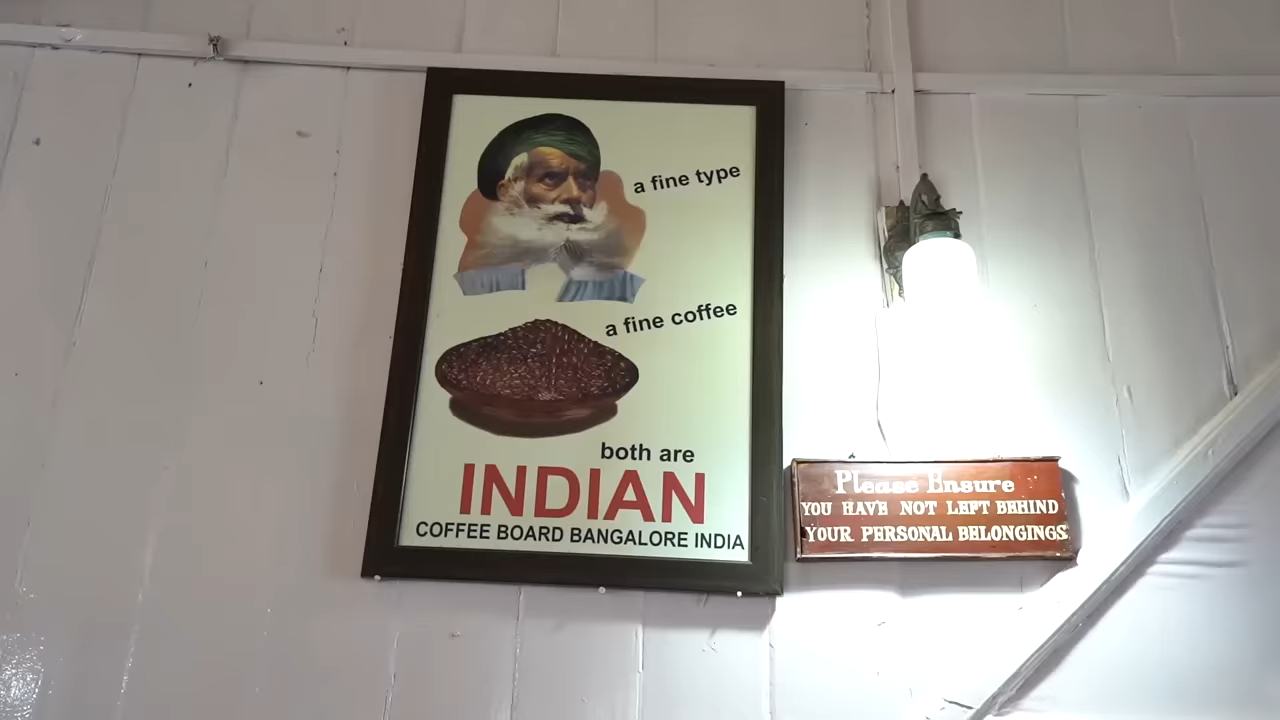 a fine type
a fine coffee
both are
INDIAN
COFFEE BOARD BANGALORE INDIA
Please Ensure
YOU HAVE NOT LEFT BEHIND
YOUR PERSONAL BELONGINGS